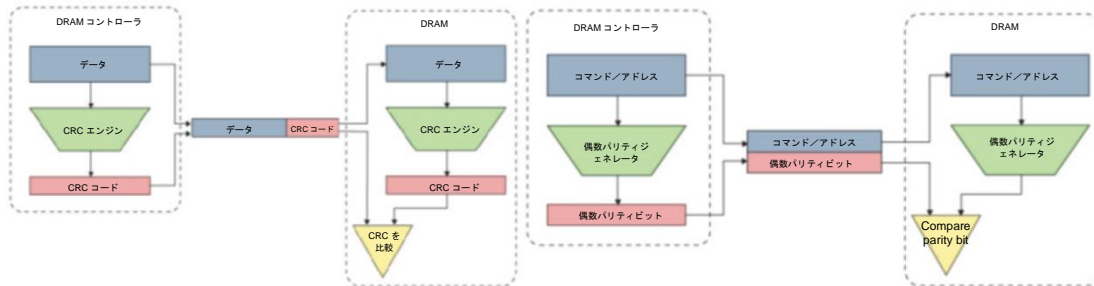 DRAM コントローラ
データ
CRC エンジン
CRC コード
データ
CRC コード
DRAM
データ
CRC エンジン
CRC コード
CRC を
比較
DRAM コントローラ
コマンド／アドレス
偶数パリティジ
ェネレータ
偶数パリティビット
コマンド／アドレス
偶数パリティビット
DRAM
コマンド／アドレス
偶数パリティジ
ェネレータ
Compare
parity bit